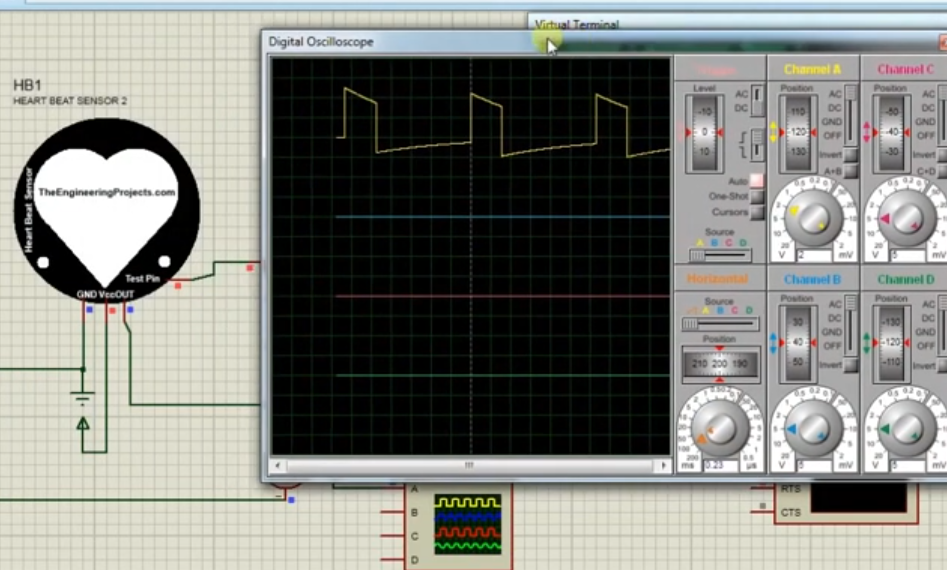 Virtual Terminal
Digital Oscilloscope
HB1
HEART BEAT SENSOR 2
TheEngineeringProjects.com
Heart Beat Sensor
Test Pin
GND VccOUT
Channel A
Channel C
Level
AC
DC
-10
0
10
Auto
One-Shot
Cursors
Source
A B C D
Position
110
-120
-130
AC
DC
GND
OFF
Invert
A+B
V
2
mV
Position
-50
-40
-30
AC
DC
GND
OFF
Invert
C+D
V
5
mV
Horizontal
Source
A B C D
Position
210 200 190
ms
0.23
µs
Channel B
Position
30
40
-50
AC
DC
GND
OFF
Invert
V
5
mV
Channel D
Position
-130
-120
-110
AC
DC
GND
OFF
Invert
V
5
mV
A
B
C
D
RTS
CTS